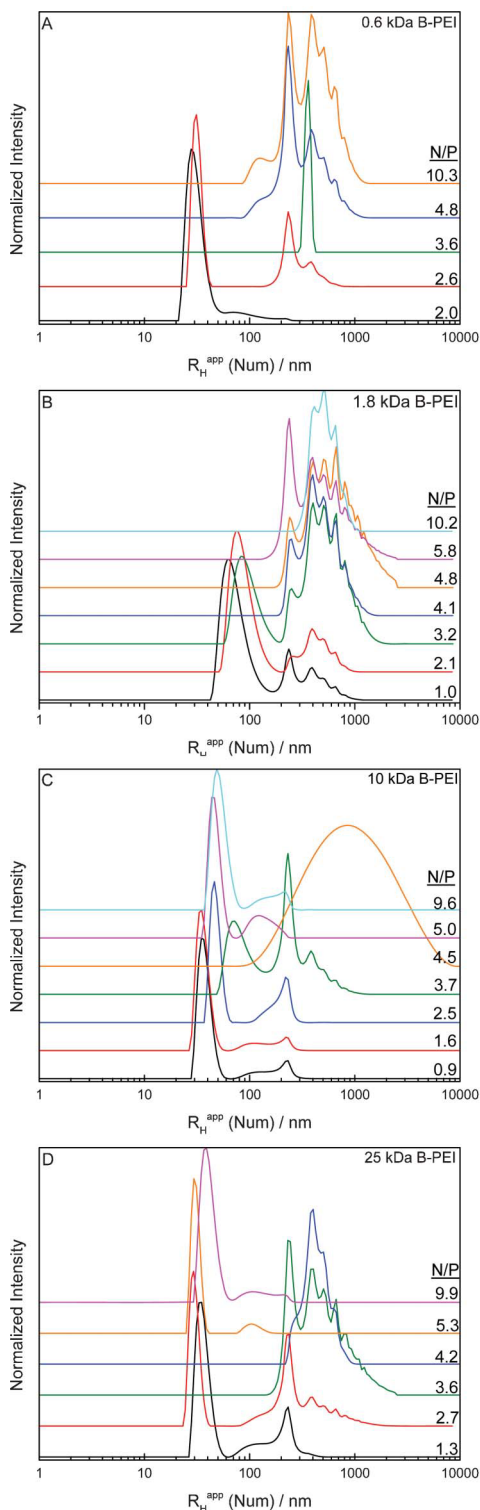 A
0.6 kDa B-PEI
Normalized Intensity
N/P
10.3
4.8
3.6
2.6
2.0
1 10 100 1000 10000
R_H^app (Num) / nm
B
1.8 kDa B-PEI
Normalized Intensity
N/P
10.2
5.8
4.8
4.1
3.2
2.1
1.0
1 10 100 1000 10000
R_H^app (Num) / nm
C
10 kDa B-PEI
Normalized Intensity
N/P
9.6
5.0
4.5
3.7
2.5
1.6
0.9
1 10 100 1000 10000
R_H^app (Num) / nm
D
25 kDa B-PEI
Normalized Intensity
N/P
9.9
5.3
4.2
3.6
2.7
1.3
1 10 100 1000 10000
R_H^app (Num) / nm